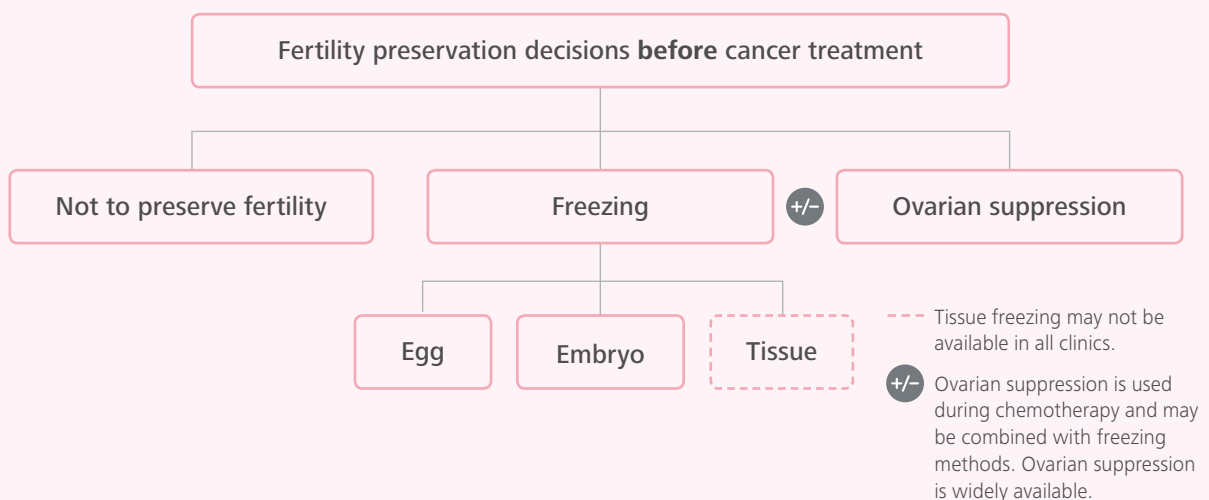 Fertility preservation decisions before cancer treatment
Not to preserve fertility
Freezing
+/−
Ovarian suppression
Egg
Embryo
Tissue
Tissue freezing may not be
available in all clinics.
+/−
Ovarian suppression is used
during chemotherapy and may
be combined with freezing
methods. Ovarian suppression
is widely available.